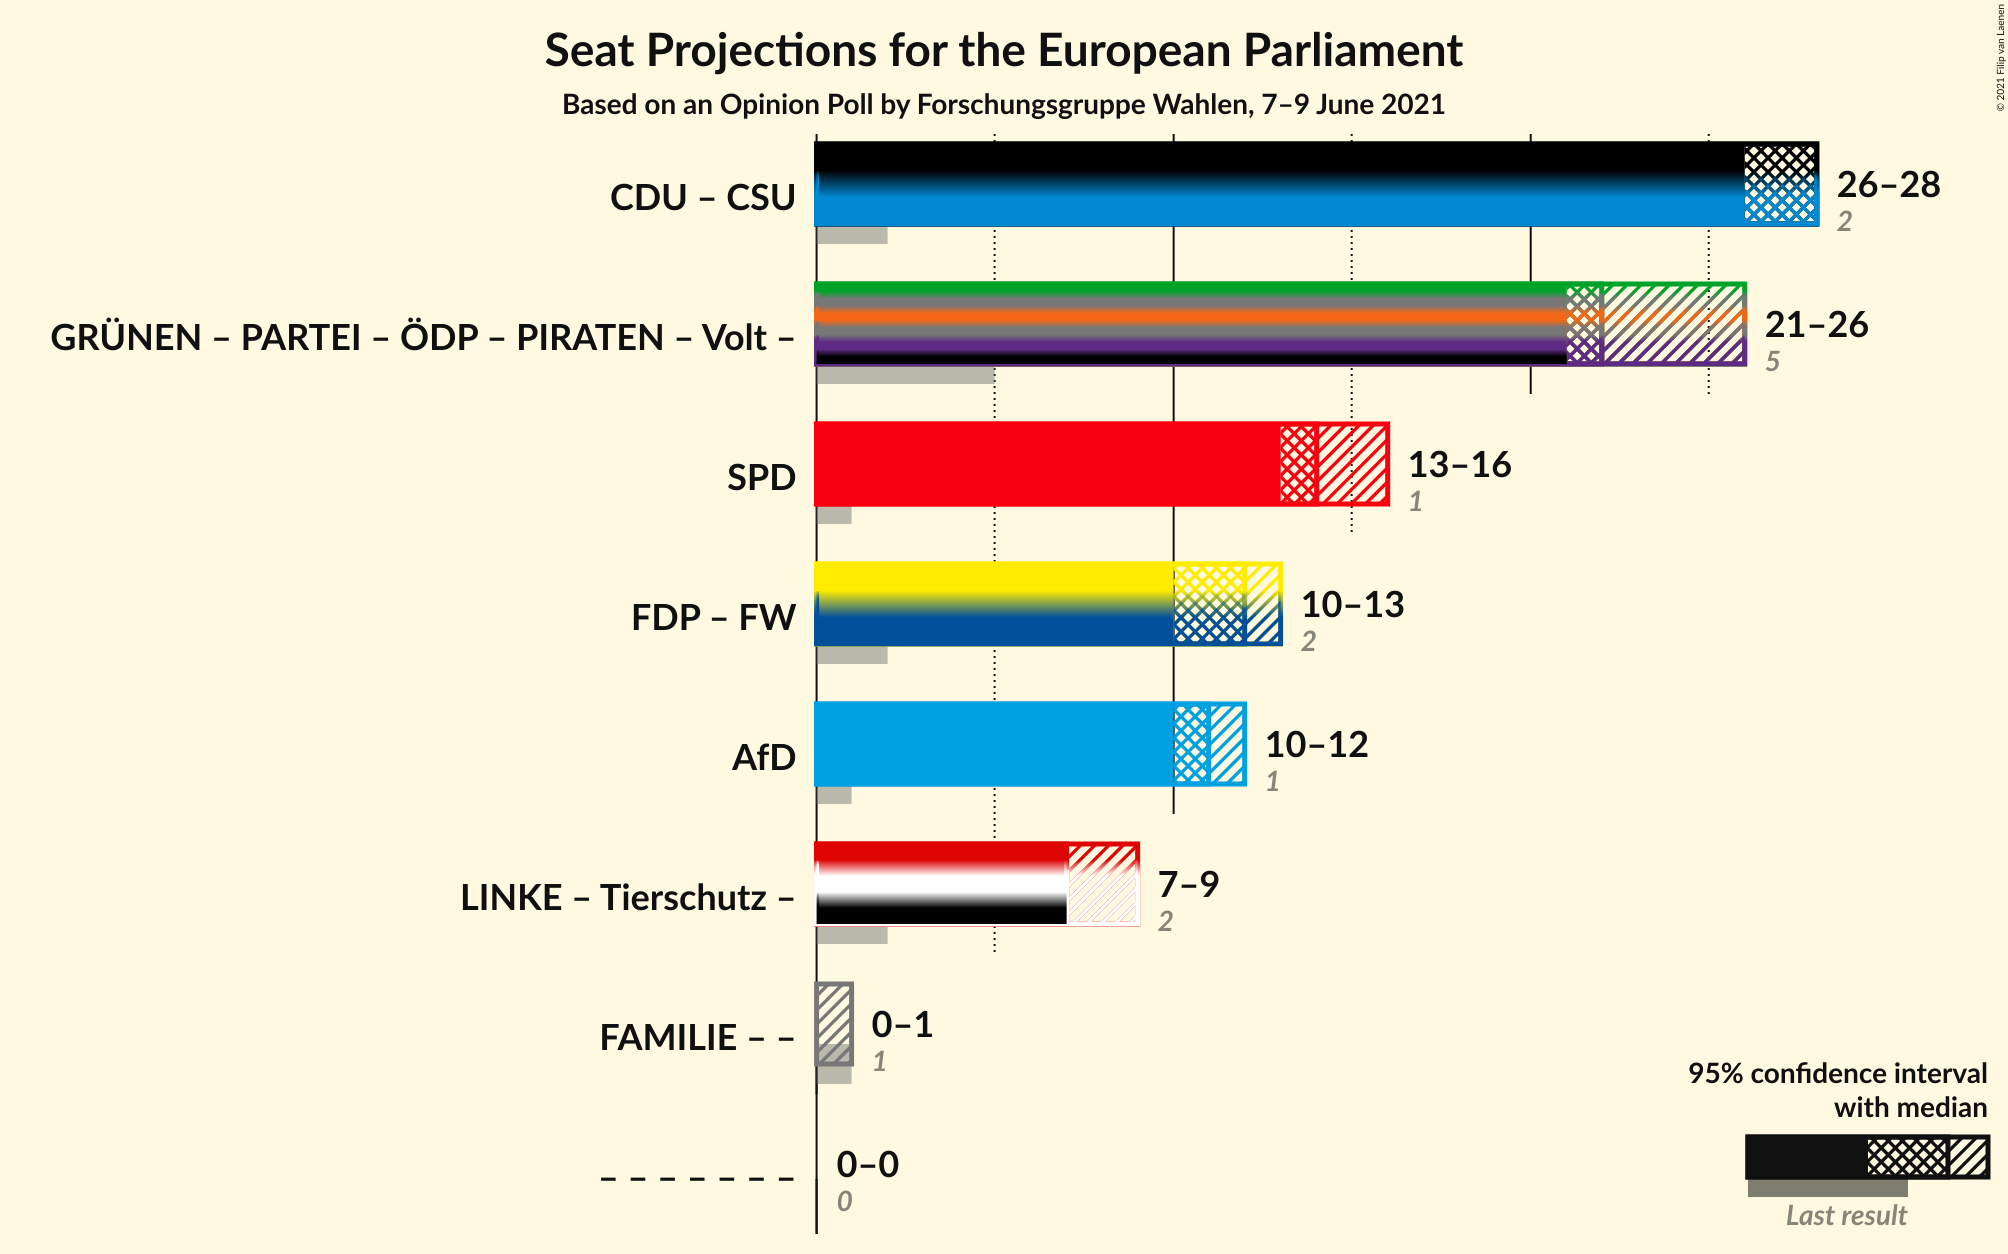 Seat Projections for the European Parliament
Based on an Opinion Poll by Forschungsgruppe Wahlen, 7–9 June 2021
© 2021 Filip van Laenen
CDU – CSU
26–28
2
GRÜNEN – PARTEI – ÖDP – PIRATEN – Volt –
21–26
5
SPD
13–16
1
FDP – FW
10–13
2
AfD
10–12
1
LINKE – Tierschutz –
7–9
2
FAMILIE – –
0–1
1
– – – – – – –
0–0
0
95% confidence interval
with median
Last result